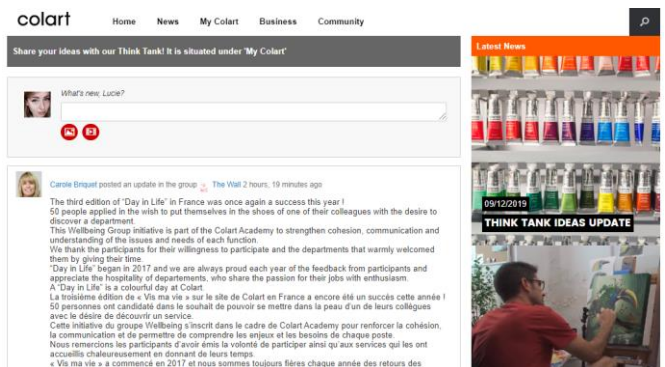 colart
Home News My Colart Business Community
Share your ideas with our Think Tank! It is situated under 'My Colart'
Latest News
What's new, Lucie?
09/12/2019
THINK TANK IDEAS UPDATE
Carole Briquet posted an update in the group The Wall 2 hours, 19 minutes ago
The third edition of "Day in Life" in France was once again a success this year !
50 people applied in the wish to put themselves in the shoes of one of their colleagues with the desire to
discover a department.
This Wellbeing Group initiative is part of the Colart Academy to strengthen cohesion, communication and
understanding of the issues and needs of each function.
We thank the participants for their willingness to participate and the departments that warmly welcomed
them by giving their time.
"Day in Life" began in 2017 and we are always proud each year of the feedback from participants and
appreciate the hospitality of departements, who share the passion for their jobs with enthusiasm.
A "Day in Life" is a colourful day at Colart.
La troisième édition de « Vis ma vie » sur le site de Colart en France a encore été un succès cette année !
50 personnes ont candidaté dans le souhait de pouvoir se mettre dans la peau d'un de leurs collègues
avec le désire de découvrir un service.
Cette initiative du groupe Wellbeing s'inscrit dans le cadre de Colart Academy pour renforcer la cohésion,
la communication et de permettre de comprendre les enjeux et les besoins de chaque poste.
Nous remercions les participants d'avoir émis la volonté de participer ainsi qu'aux services qui les ont
accueillis chaleureusement en donnant de leurs temps.
« Vis ma vie » a commencé en 2017 et nous sommes toujours fières chaque année des retours des